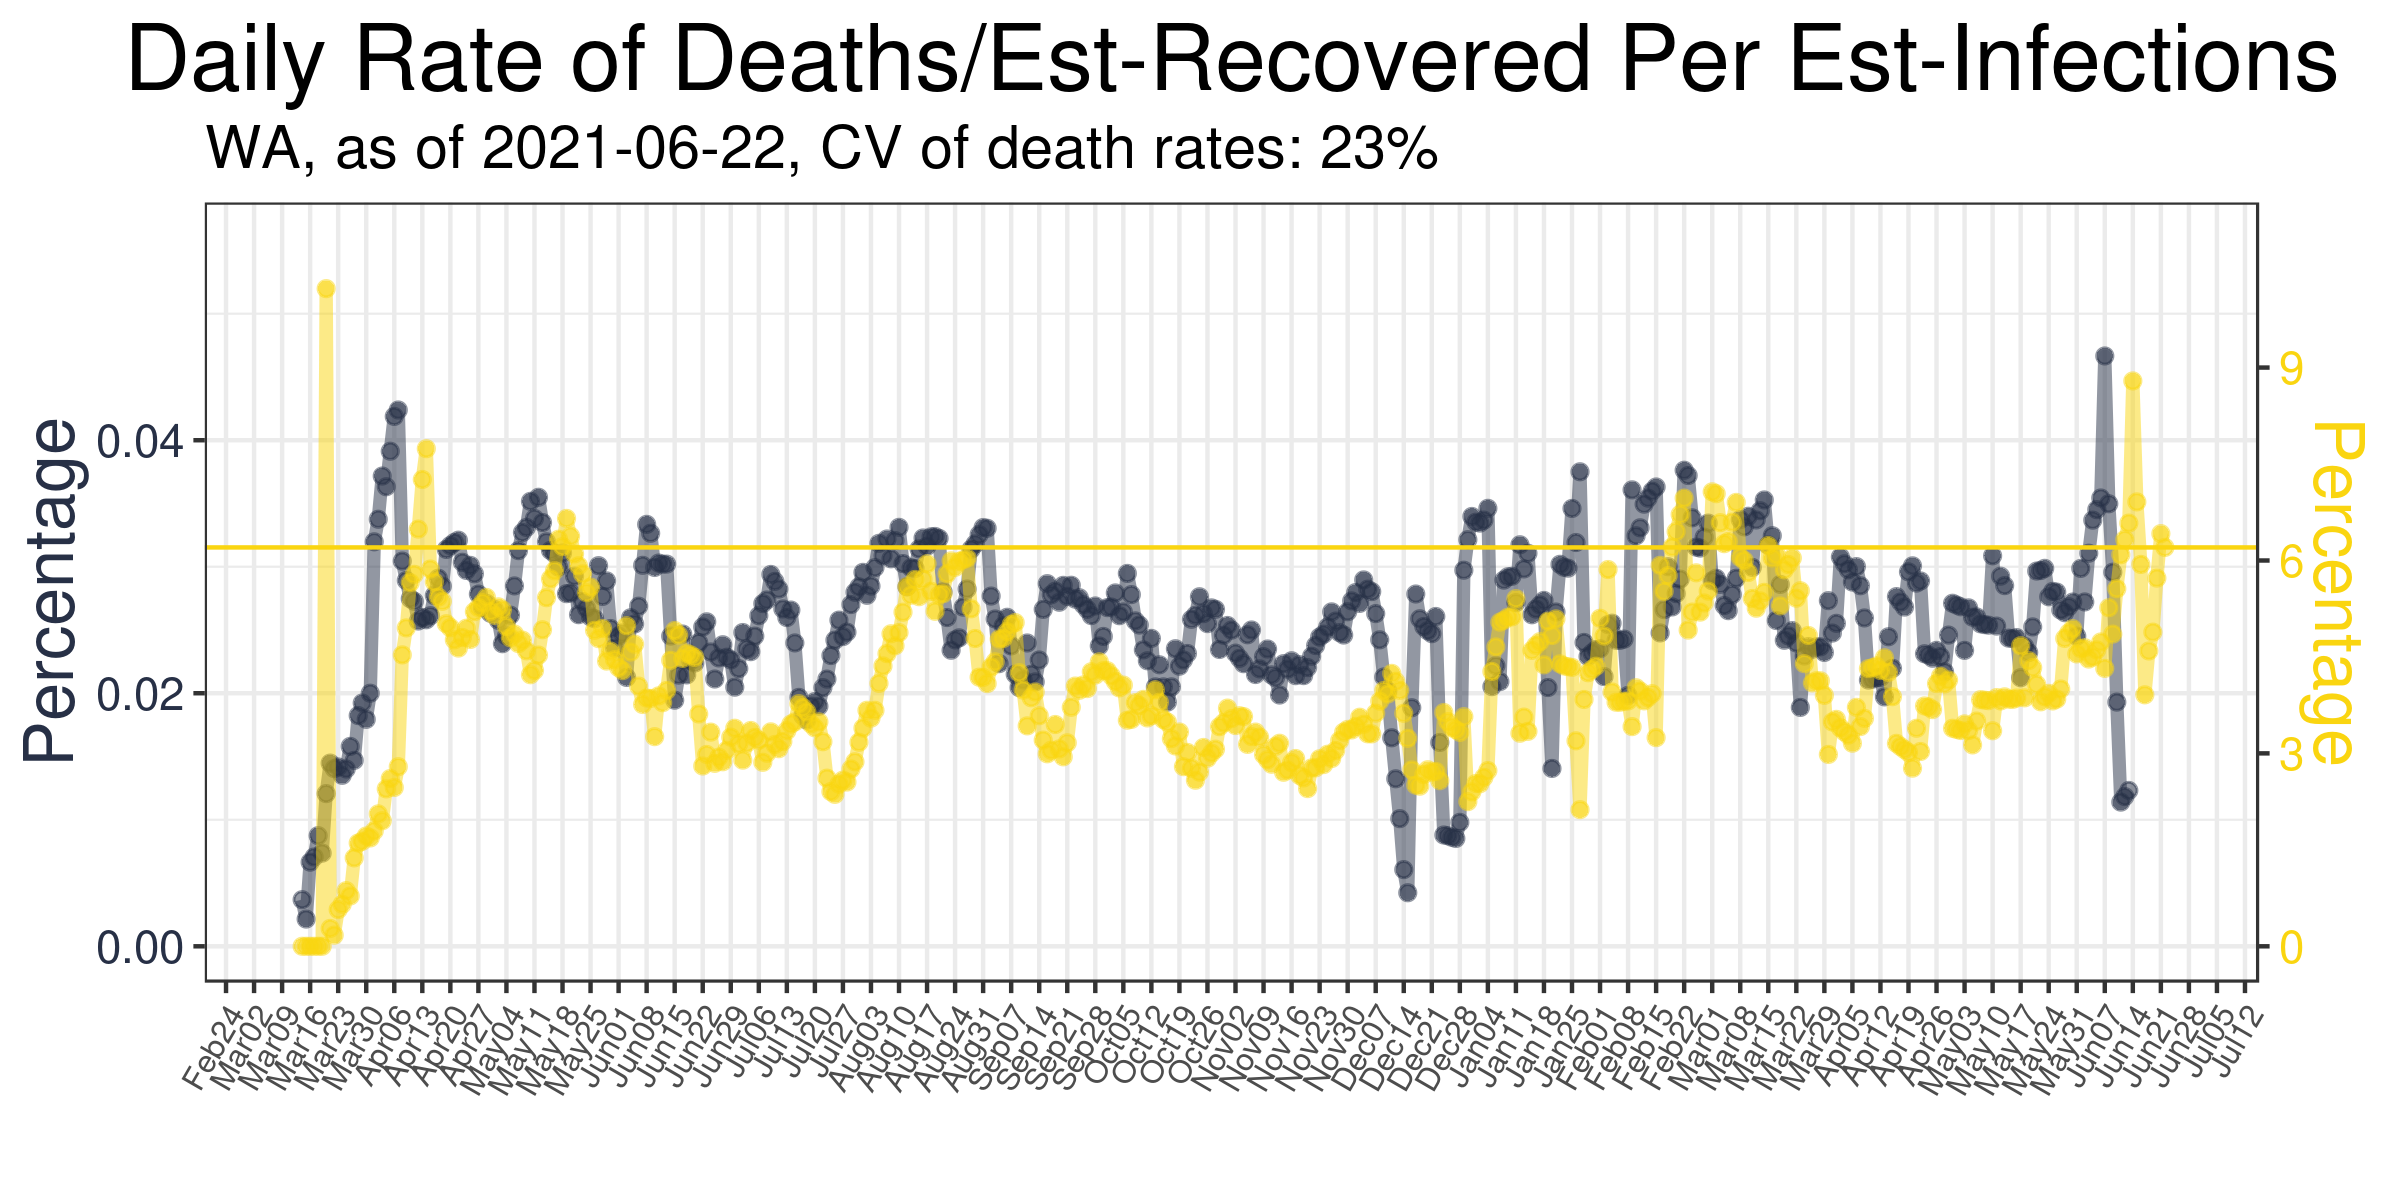 Daily Rate of Deaths/Est-Recovered Per Est-Infections
WA, as of 2021-06-22, CV of death rates: 23%
Percentage
0.04
0.02
0.00
9
6
3
0
Percentage
Feb24
Mar02
Mar09
Mar16
Mar23
Mar30
Apr06
Apr13
Apr20
Apr27
May04
May11
May18
May25
Jun01
Jun08
Jun15
Jun22
Jun29
Jul06
Jul13
Jul20
Jul27
Aug03
Aug10
Aug17
Aug24
Aug31
Sep07
Sep14
Sep21
Sep28
Oct05
Oct12
Oct19
Oct26
Nov02
Nov09
Nov16
Nov23
Nov30
Dec07
Dec14
Dec21
Dec28
Jan04
Jan11
Jan18
Jan25
Feb01
Feb08
Feb15
Feb22
Mar01
Mar08
Mar15
Mar22
Mar29
Apr05
Apr12
Apr19
Apr26
May03
May10
May17
May24
May31
Jun07
Jun14
Jun21
Jun28
Jul05
Jul12